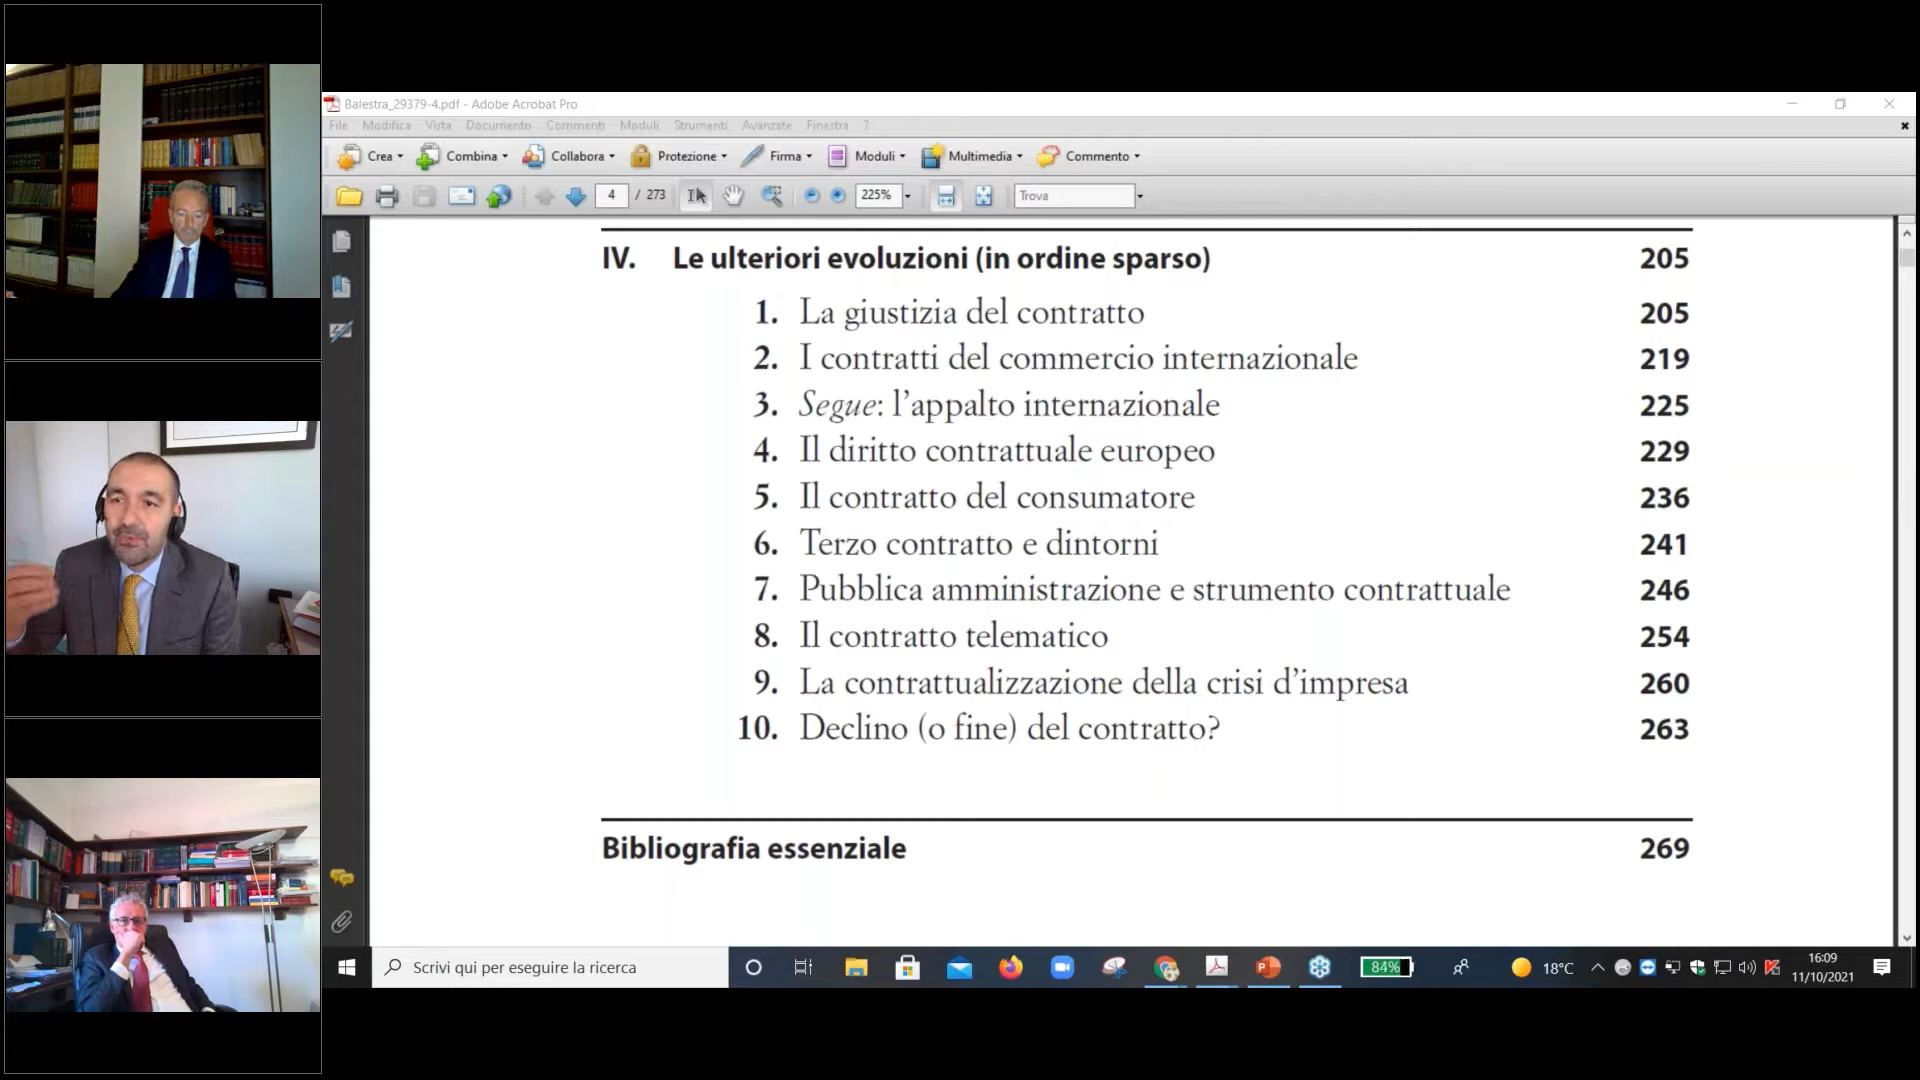 Balestra_29379-4.pdf - Adobe Acrobat Pro
File Modifica Vista Documento Commenti Moduli Strumenti Avanzate Finestra ?
Crea Combina Collabora Protezione Firma Moduli Multimedia Commento
4 / 273 225% Trova
IV. Le ulteriori evoluzioni (in ordine sparso) 205
1. La giustizia del contratto 205
2. I contratti del commercio internazionale 219
3. Segue: l’appalto internazionale 225
4. Il diritto contrattuale europeo 229
5. Il contratto del consumatore 236
6. Terzo contratto e dintorni 241
7. Pubblica amministrazione e strumento contrattuale 246
8. Il contratto telematico 254
9. La contrattualizzazione della crisi d’impresa 260
10. Declino (o fine) del contratto? 263
Bibliografia essenziale 269
Scrivi qui per eseguire la ricerca 84% 18°C 16:09
11/10/2021